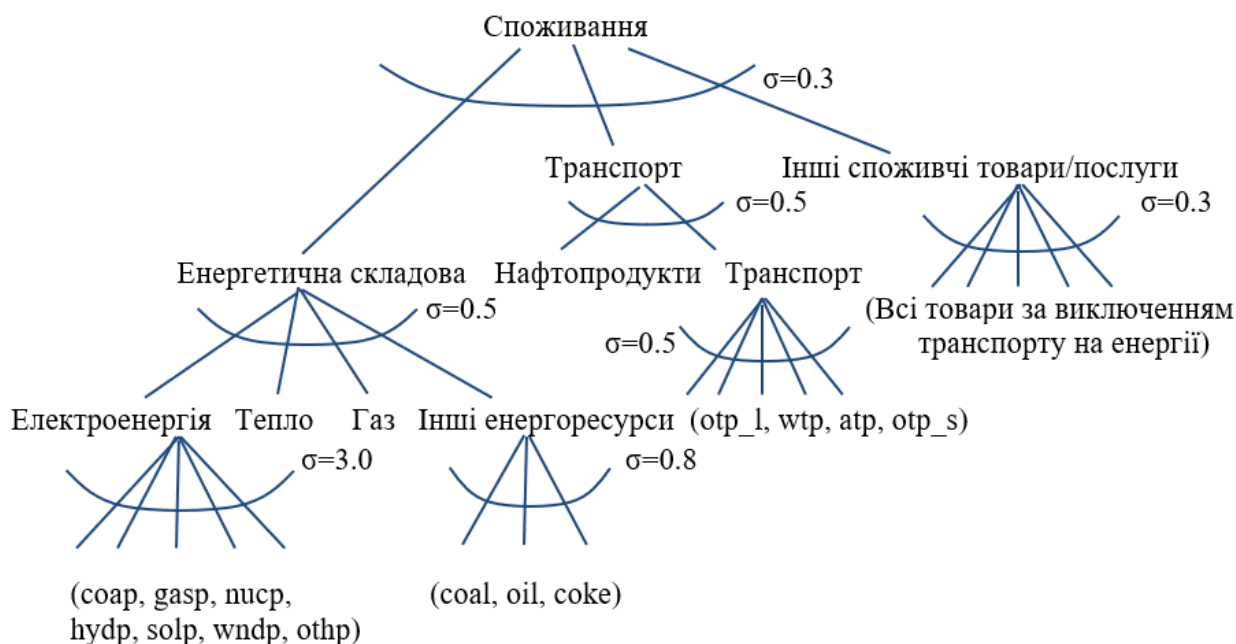 Споживання
σ=0.3
Транспорт
Інші споживчі товари/послуги
σ=0.5
σ=0.3
Енергетична складова
Нафтопродукти
Транспорт
σ=0.5
(Всі товари за виключенням
транспорту на енергії)
σ=0.5
Електроенергія
Тепло
Газ
Інші енергоресурси
(otp_l, wtp, atp, otp_s)
σ=3.0
σ=0.8
(coap, gasp, nucp,
hydp, solp, wndp, othp)
(coal, oil, coke)